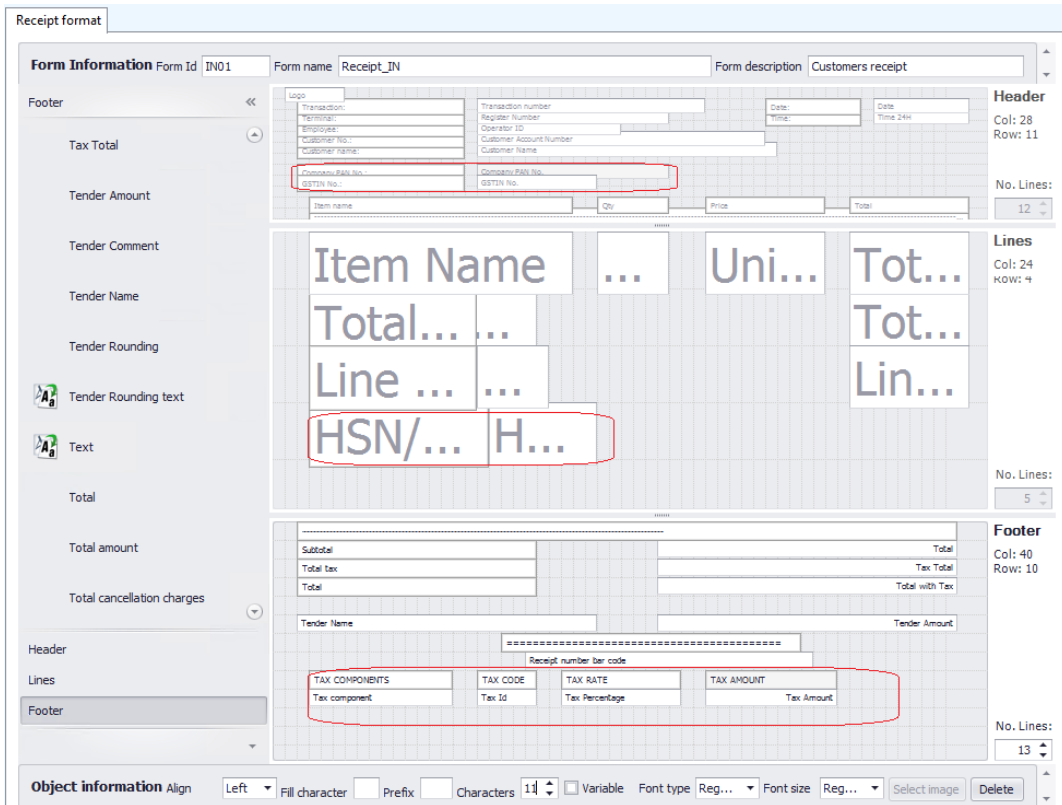 Receipt format
Form Information Form Id IN01 Form name Receipt_IN Form description Customers receipt
Footer «
Tax Total
Tender Amount
Tender Comment
Tender Name
Tender Rounding
Tender Rounding text
Text
Total
Total amount
Total cancellation charges
Header
Lines
Footer
Logo
Transaction: Transaction number Date: Date
Terminal: Register Number Time: Time 24H
Employee: Operator ID
Customer No.: Customer Account Number
Customer name: Customer Name
Company PAN No.: Company PAN No.
GSTIN No.: GSTIN No.
Item name Qty Price Total
Header
Col: 28
Row: 11
No. Lines:
12
Item Name ... Uni... Tot...
Total... ... Tot...
Line ... ... Lin...
HSN/... H...
Lines
Col: 24
Row: 4
No. Lines:
5
Subtotal Total
Total tax Tax Total
Total Total with Tax
Tender Name Tender Amount
==========================================
Receipt number bar code
TAX COMPONENTS TAX CODE TAX RATE TAX AMOUNT
Tax component Tax Id Tax Percentage Tax Amount
Footer
Col: 40
Row: 10
No. Lines:
13
Object information Align Left Fill character Prefix Characters 11 Variable Font type Reg... Font size Reg... Select image Delete